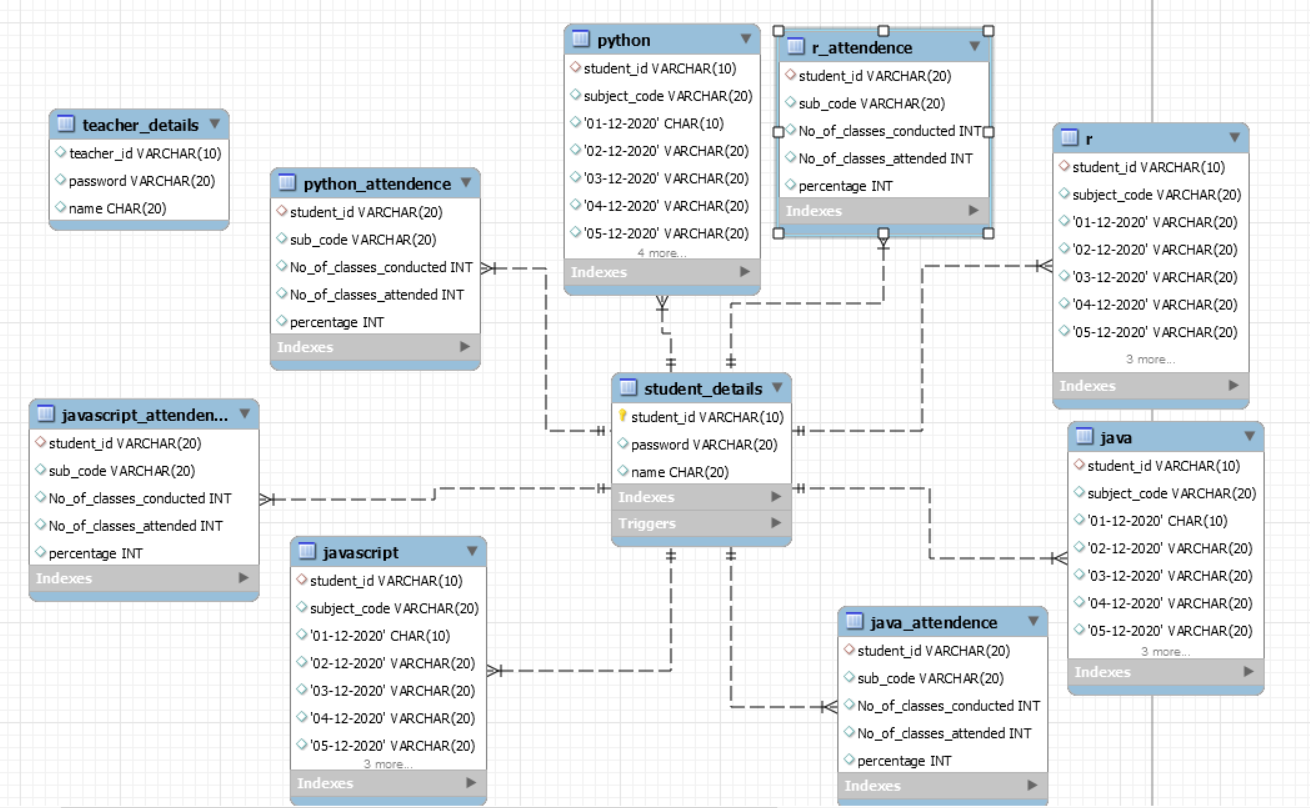 teacher_details
teacher_id VARCHAR(10)
password VARCHAR(20)
name CHAR(20)
python_attendence
student_id VARCHAR(20)
sub_code VARCHAR(20)
No_of_classes_conducted INT
No_of_classes_attended INT
percentage INT
Indexes
python
student_id VARCHAR(10)
subject_code VARCHAR(20)
'01-12-2020' CHAR(10)
'02-12-2020' VARCHAR(20)
'03-12-2020' VARCHAR(20)
'04-12-2020' VARCHAR(20)
'05-12-2020' VARCHAR(20)
4 more...
Indexes
r_attendence
student_id VARCHAR(20)
sub_code VARCHAR(20)
No_of_classes_conducted INT
No_of_classes_attended INT
percentage INT
Indexes
r
student_id VARCHAR(10)
subject_code VARCHAR(20)
'01-12-2020' VARCHAR(20)
'02-12-2020' VARCHAR(20)
'03-12-2020' VARCHAR(20)
'04-12-2020' VARCHAR(20)
'05-12-2020' VARCHAR(20)
3 more...
Indexes
student_details
student_id VARCHAR(10)
password VARCHAR(20)
name CHAR(20)
Indexes
Triggers
javascript_attenden...
student_id VARCHAR(20)
sub_code VARCHAR(20)
No_of_classes_conducted INT
No_of_classes_attended INT
percentage INT
Indexes
javascript
student_id VARCHAR(10)
subject_code VARCHAR(20)
'01-12-2020' CHAR(10)
'02-12-2020' VARCHAR(20)
'03-12-2020' VARCHAR(20)
'04-12-2020' VARCHAR(20)
'05-12-2020' VARCHAR(20)
3 more...
Indexes
java
student_id VARCHAR(10)
subject_code VARCHAR(20)
'01-12-2020' CHAR(10)
'02-12-2020' VARCHAR(20)
'03-12-2020' VARCHAR(20)
'04-12-2020' VARCHAR(20)
'05-12-2020' VARCHAR(20)
3 more...
Indexes
java_attendence
student_id VARCHAR(20)
sub_code VARCHAR(20)
No_of_classes_conducted INT
No_of_classes_attended INT
percentage INT
Indexes